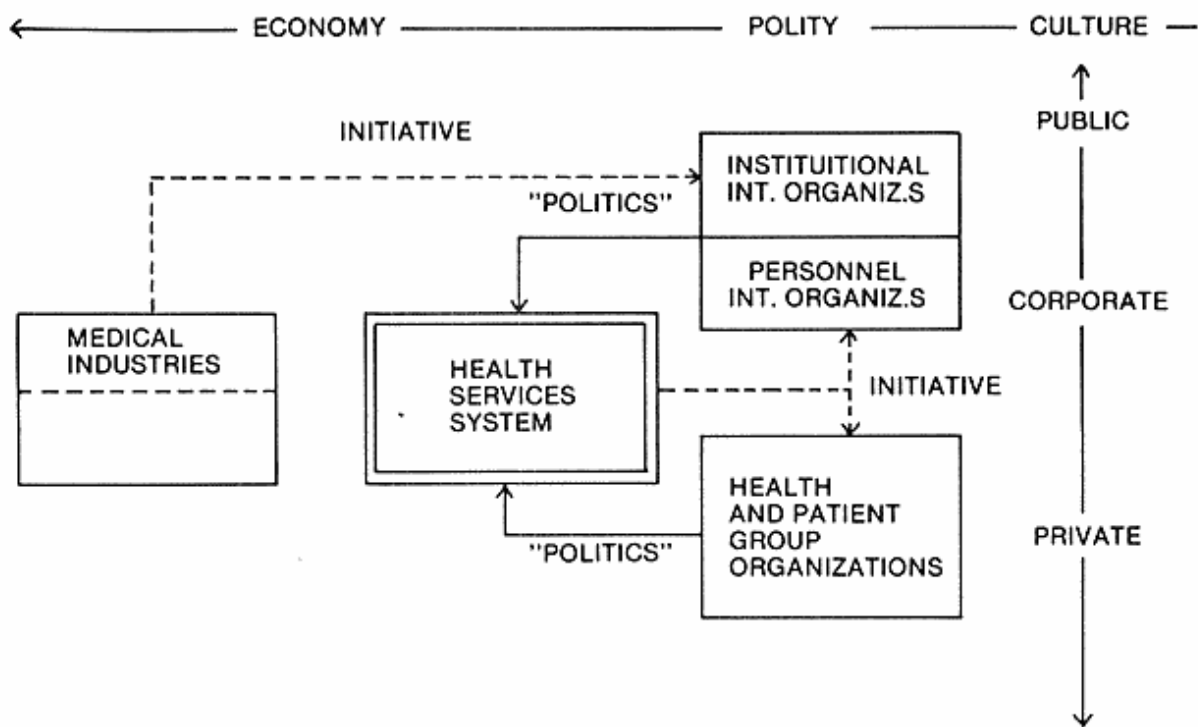 ECONOMY POLITY CULTURE
PUBLIC
INITIATIVE
INSTITUITIONAL
INT. ORGANIZ.S
"POLITICS"
PERSONNEL
INT. ORGANIZ.S
CORPORATE
MEDICAL
INDUSTRIES
HEALTH
SERVICES
SYSTEM
INITIATIVE
HEALTH
AND PATIENT
GROUP
ORGANIZATIONS
PRIVATE
"POLITICS"